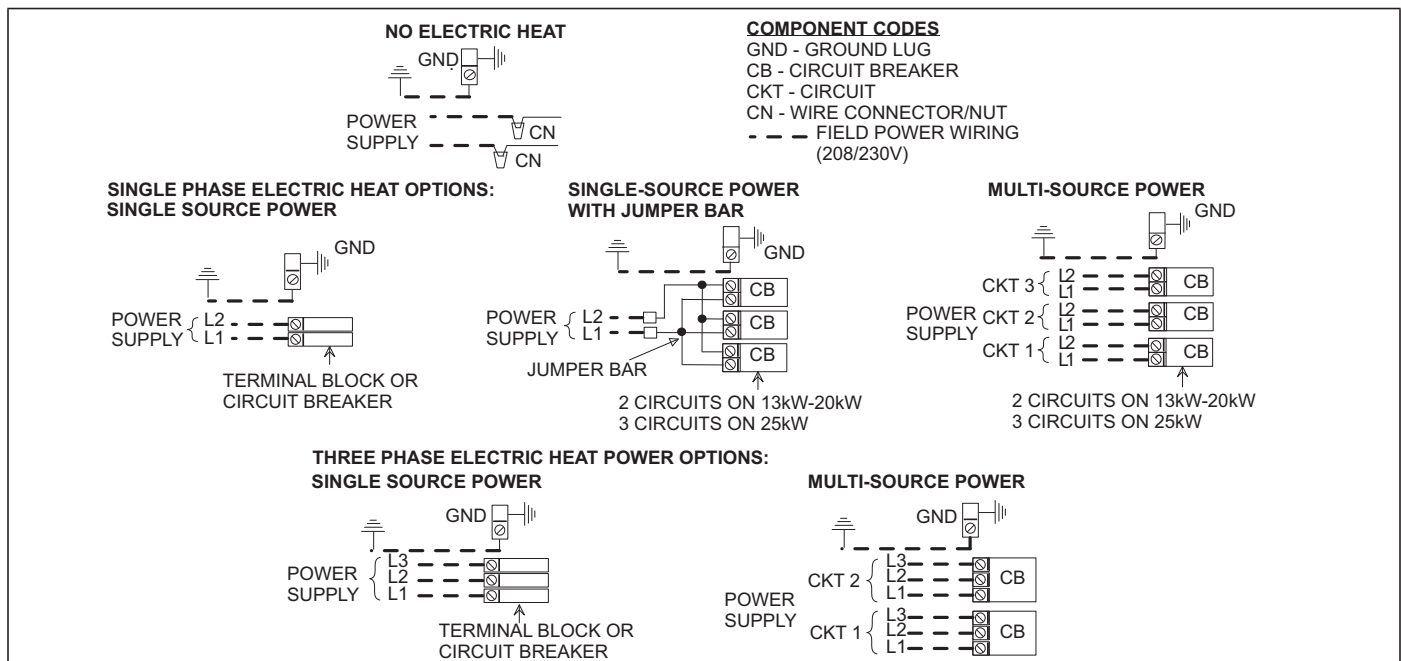 NO ELECTRIC HEAT
GND
POWER
SUPPLY
CN
CN
COMPONENT CODES
GND - GROUND LUG
CB - CIRCUIT BREAKER
CKT - CIRCUIT
CN - WIRE CONNECTOR/NUT
FIELD POWER WIRING
(208/230V)
SINGLE PHASE ELECTRIC HEAT OPTIONS:
SINGLE SOURCE POWER
GND
POWER
SUPPLY
L2
L1
TERMINAL BLOCK OR
CIRCUIT BREAKER
SINGLE-SOURCE POWER
WITH JUMPER BAR
GND
CB
CB
CB
POWER
SUPPLY
L2
L1
JUMPER BAR
2 CIRCUITS ON 13kW-20kW
3 CIRCUITS ON 25kW
MULTI-SOURCE POWER
GND
CKT 3
L2
L1
CB
POWER
SUPPLY
CKT 2
L2
L1
CB
CKT 1
L2
L1
CB
2 CIRCUITS ON 13kW-20kW
3 CIRCUITS ON 25kW
THREE PHASE ELECTRIC HEAT POWER OPTIONS:
SINGLE SOURCE POWER
GND
POWER
SUPPLY
L3
L2
L1
TERMINAL BLOCK OR
CIRCUIT BREAKER
MULTI-SOURCE POWER
GND
POWER
SUPPLY
CKT 2
L3
L2
L1
CB
CKT 1
L3
L2
L1
CB